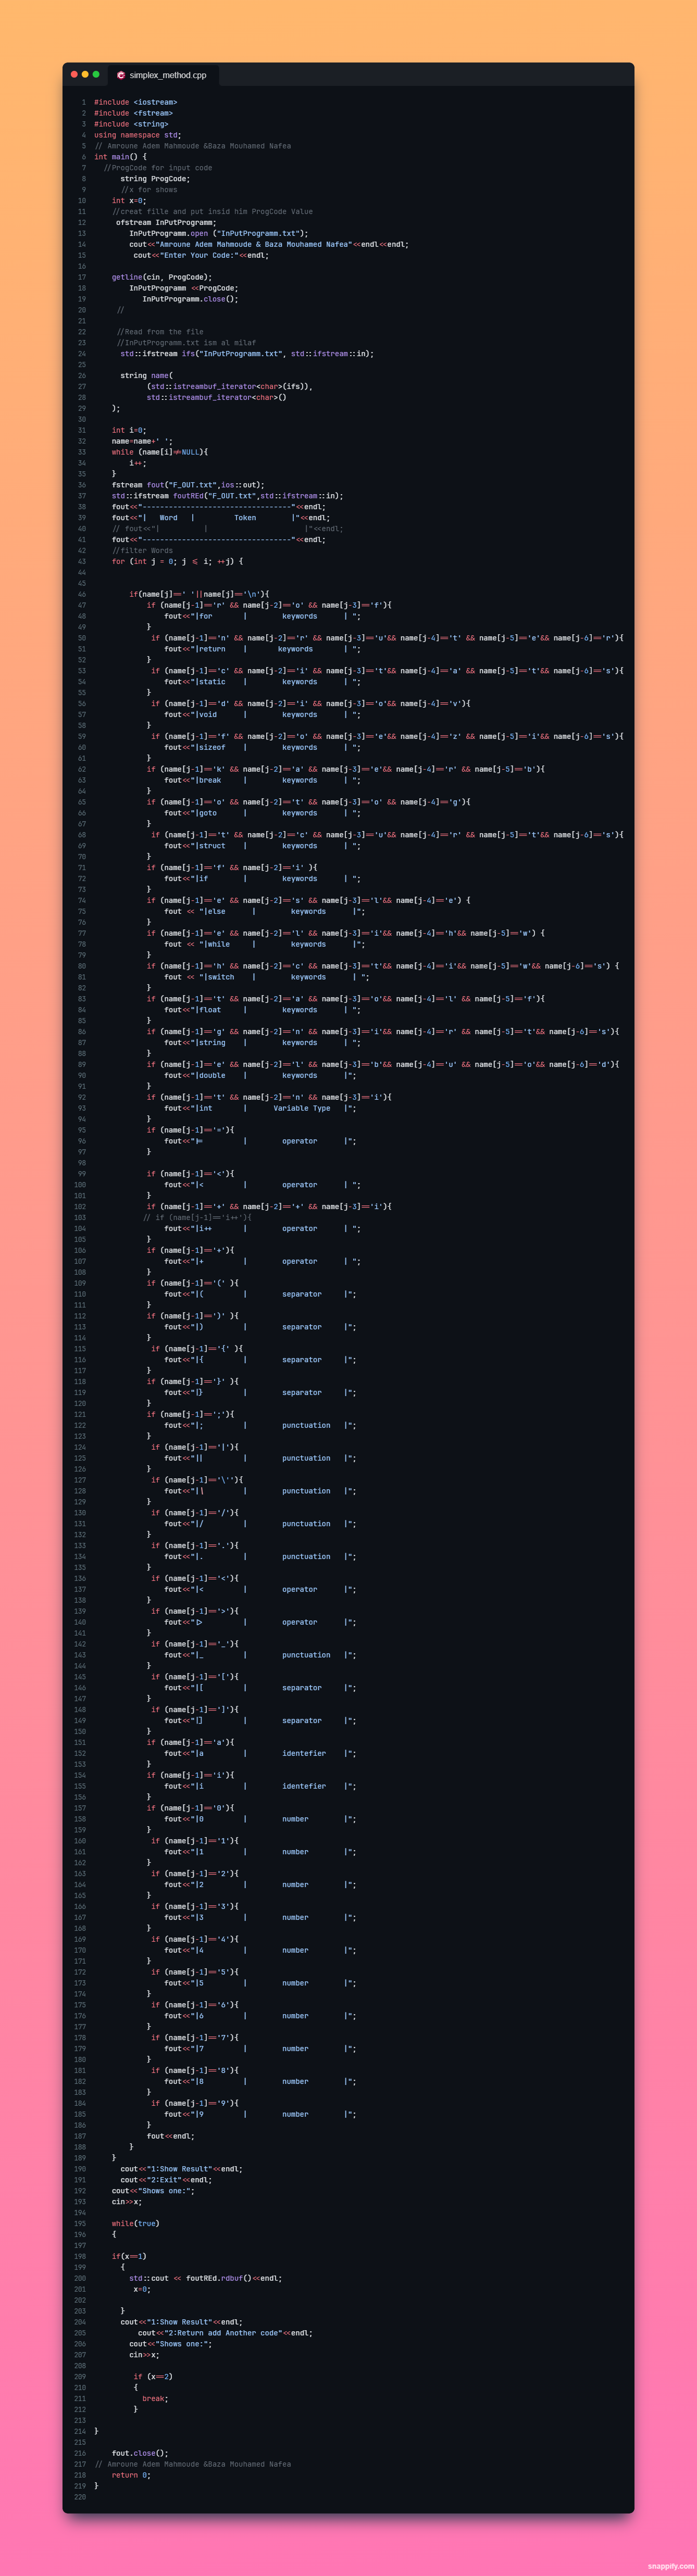 simplex_method.cpp
1 #include <iostream>
2 #include <fstream>
3 #include <string>
4 using namespace std;
5 // Amroune Adem Mahmoude &Baza Mouhamed Nafea
6 int main() {
7 //ProgCode for input code
8 string ProgCode;
9 //x for shows
10 int x=0;
11 //creat fille and put insid him ProgCode Value
12 ofstream InPutProgramm;
13 InPutProgramm.open ("InPutProgramm.txt");
14 cout<<"Amroune Adem Mahmoude & Baza Mouhamed Nafea"<<endl<<endl;
15 cout<<"Enter Your Code:"<<endl;
16
17 getline(cin, ProgCode);
18 InPutProgramm <<ProgCode;
19 InPutProgramm.close();
20 //
21
22 //Read from the file
23 //InPutProgramm.txt ism al milaf
24 std::ifstream ifs("InPutProgramm.txt", std::ifstream::in);
25
26 string name(
27 (std::istreambuf_iterator<char>(ifs)),
28 std::istreambuf_iterator<char>()
29 );
30
31 int i=0;
32 name=name+' ';
33 while (name[i]!=NULL){
34 i++;
35 }
36 fstream fout("F_OUT.txt",ios::out);
37 std::ifstream foutREd("F_OUT.txt",std::ifstream::in);
38 fout<<"----------------------------------"<<endl;
39 fout<<"|   Word   |         Token        |"<<endl;
40 // fout<<"|          |                      |"<<endl;
41 fout<<"----------------------------------"<<endl;
42 //filter Words
43 for (int j = 0; j <= i; ++j) {
44
45
46 if(name[j]==' '||name[j]=='\n'){
47 if (name[j-1]=='r' && name[j-2]=='o' && name[j-3]=='f'){
48 fout<<"|for       |        keywords      | ";
49 }
50 if (name[j-1]=='n' && name[j-2]=='r' && name[j-3]=='u'&& name[j-4]=='t' && name[j-5]=='e'&& name[j-6]=='r'){
51 fout<<"|return    |       keywords       | ";
52 }
53 if (name[j-1]=='c' && name[j-2]=='i' && name[j-3]=='t'&& name[j-4]=='a' && name[j-5]=='t'&& name[j-6]=='s'){
54 fout<<"|static    |        keywords      | ";
55 }
56 if (name[j-1]=='d' && name[j-2]=='i' && name[j-3]=='o'&& name[j-4]=='v'){
57 fout<<"|void      |        keywords      | ";
58 }
59 if (name[j-1]=='f' && name[j-2]=='o' && name[j-3]=='e'&& name[j-4]=='z' && name[j-5]=='i'&& name[j-6]=='s'){
60 fout<<"|sizeof    |        keywords      | ";
61 }
62 if (name[j-1]=='k' && name[j-2]=='a' && name[j-3]=='e'&& name[j-4]=='r' && name[j-5]=='b'){
63 fout<<"|break     |        keywords      | ";
64 }
65 if (name[j-1]=='o' && name[j-2]=='t' && name[j-3]=='o' && name[j-4]=='g'){
66 fout<<"|goto      |        keywords      | ";
67 }
68 if (name[j-1]=='t' && name[j-2]=='c' && name[j-3]=='u'&& name[j-4]=='r' && name[j-5]=='t'&& name[j-6]=='s'){
69 fout<<"|struct    |        keywords      | ";
70 }
71 if (name[j-1]=='f' && name[j-2]=='i' ){
72 fout<<"|if        |        keywords      | ";
73 }
74 if (name[j-1]=='e' && name[j-2]=='s' && name[j-3]=='l'&& name[j-4]=='e') {
75 fout << "|else      |        keywords      |";
76 }
77 if (name[j-1]=='e' && name[j-2]=='l' && name[j-3]=='i'&& name[j-4]=='h'&& name[j-5]=='w') {
78 fout << "|while     |        keywords      |";
79 }
80 if (name[j-1]=='h' && name[j-2]=='c' && name[j-3]=='t'&& name[j-4]=='i'&& name[j-5]=='w'&& name[j-6]=='s') {
81 fout << "|switch    |        keywords      | ";
82 }
83 if (name[j-1]=='t' && name[j-2]=='a' && name[j-3]=='o'&& name[j-4]=='l' && name[j-5]=='f'){
84 fout<<"|float     |        keywords      | ";
85 }
86 if (name[j-1]=='g' && name[j-2]=='n' && name[j-3]=='i'&& name[j-4]=='r' && name[j-5]=='t'&& name[j-6]=='s'){
87 fout<<"|string    |        keywords      | ";
88 }
89 if (name[j-1]=='e' && name[j-2]=='l' && name[j-3]=='b'&& name[j-4]=='u' && name[j-5]=='o'&& name[j-6]=='d'){
90 fout<<"|double    |        keywords      |";
91 }
92 if (name[j-1]=='t' && name[j-2]=='n' && name[j-3]=='i'){
93 fout<<"|int       |      Variable Type   |";
94 }
95 if (name[j-1]=='='){
96 fout<<"|=         |        operator      |";
97 }
98
99 if (name[j-1]=='<'){
100 fout<<"|<         |        operator      | ";
101 }
102 if (name[j-1]=='+' && name[j-2]=='+' && name[j-3]=='i'){
103 // if (name[j-1]=='i++'){
104 fout<<"|i++       |        operator      | ";
105 }
106 if (name[j-1]=='+'){
107 fout<<"|+         |        operator      | ";
108 }
109 if (name[j-1]=='(' ){
110 fout<<"|(         |        separator     |";
111 }
112 if (name[j-1]==')' ){
113 fout<<"|)         |        separator     |";
114 }
115 if (name[j-1]=='{' ){
116 fout<<"|{         |        separator     |";
117 }
118 if (name[j-1]=='}' ){
119 fout<<"|}         |        separator     |";
120 }
121 if (name[j-1]==';'){
122 fout<<"|;         |        punctuation   |";
123 }
124 if (name[j-1]=='|'){
125 fout<<"||         |        punctuation   |";
126 }
127 if (name[j-1]=='\''){
128 fout<<"|\         |        punctuation   |";
129 }
130 if (name[j-1]=='/'){
131 fout<<"|/         |        punctuation   |";
132 }
133 if (name[j-1]=='.'){
134 fout<<"|.         |        punctuation   |";
135 }
136 if (name[j-1]=='<'){
137 fout<<"|<         |        operator      |";
138 }
139 if (name[j-1]=='>'){
140 fout<<"|>         |        operator      |";
141 }
142 if (name[j-1]=='_'){
143 fout<<"|_         |        punctuation   |";
144 }
145 if (name[j-1]=='['){
146 fout<<"|[         |        separator     |";
147 }
148 if (name[j-1]==']'){
149 fout<<"|]         |        separator     |";
150 }
151 if (name[j-1]=='a'){
152 fout<<"|a         |        identefier    |";
153 }
154 if (name[j-1]=='i'){
155 fout<<"|i         |        identefier    |";
156 }
157 if (name[j-1]=='0'){
158 fout<<"|0         |        number        |";
159 }
160 if (name[j-1]=='1'){
161 fout<<"|1         |        number        |";
162 }
163 if (name[j-1]=='2'){
164 fout<<"|2         |        number        |";
165 }
166 if (name[j-1]=='3'){
167 fout<<"|3         |        number        |";
168 }
169 if (name[j-1]=='4'){
170 fout<<"|4         |        number        |";
171 }
172 if (name[j-1]=='5'){
173 fout<<"|5         |        number        |";
174 }
175 if (name[j-1]=='6'){
176 fout<<"|6         |        number        |";
177 }
178 if (name[j-1]=='7'){
179 fout<<"|7         |        number        |";
180 }
181 if (name[j-1]=='8'){
182 fout<<"|8         |        number        |";
183 }
184 if (name[j-1]=='9'){
185 fout<<"|9         |        number        |";
186 }
187 fout<<endl;
188 }
189 }
190 cout<<"1:Show Result"<<endl;
191 cout<<"2:Exit"<<endl;
192 cout<<"Shows one:";
193 cin>>x;
194
195 while(true)
196 {
197
198 if(x==1)
199 {
200 std::cout << foutREd.rdbuf()<<endl;
201 x=0;
202
203 }
204 cout<<"1:Show Result"<<endl;
205 cout<<"2:Return add Another code"<<endl;
206 cout<<"Shows one:";
207 cin>>x;
208
209 if (x==2)
210 {
211 break;
212 }
213
214 }
215
216 fout.close();
217 // Amroune Adem Mahmoude &Baza Mouhamed Nafea
218 return 0;
219 }
220
snappify.com